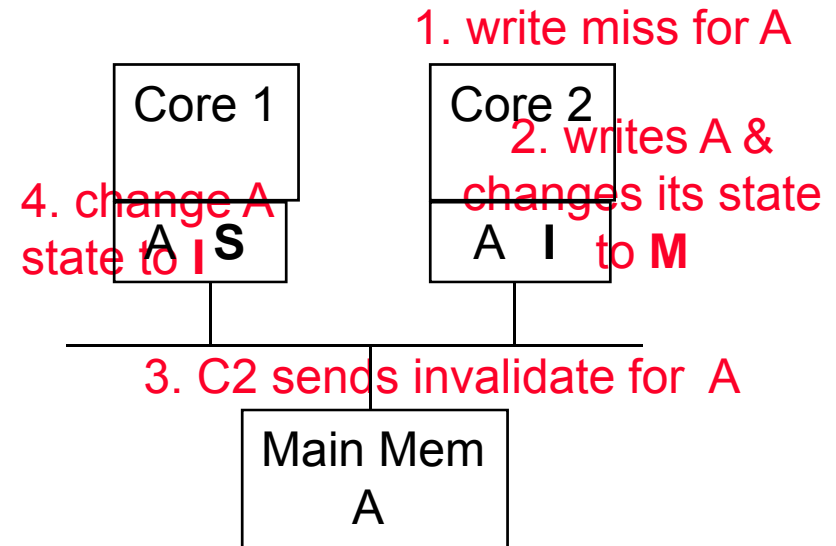 1. write miss for A
Core 1
Core 2
2. writes A &
changes its state
to M
4. change A
state to I
A S
A I
3. C2 sends invalidate for A
Main Mem
A